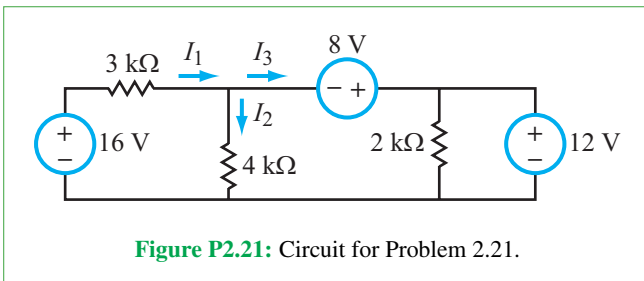 8 V
3 kΩ I1 I3
− +
I2
+ − 16 V
4 kΩ
2 kΩ
+ − 12 V
Figure P2.21: Circuit for Problem 2.21.